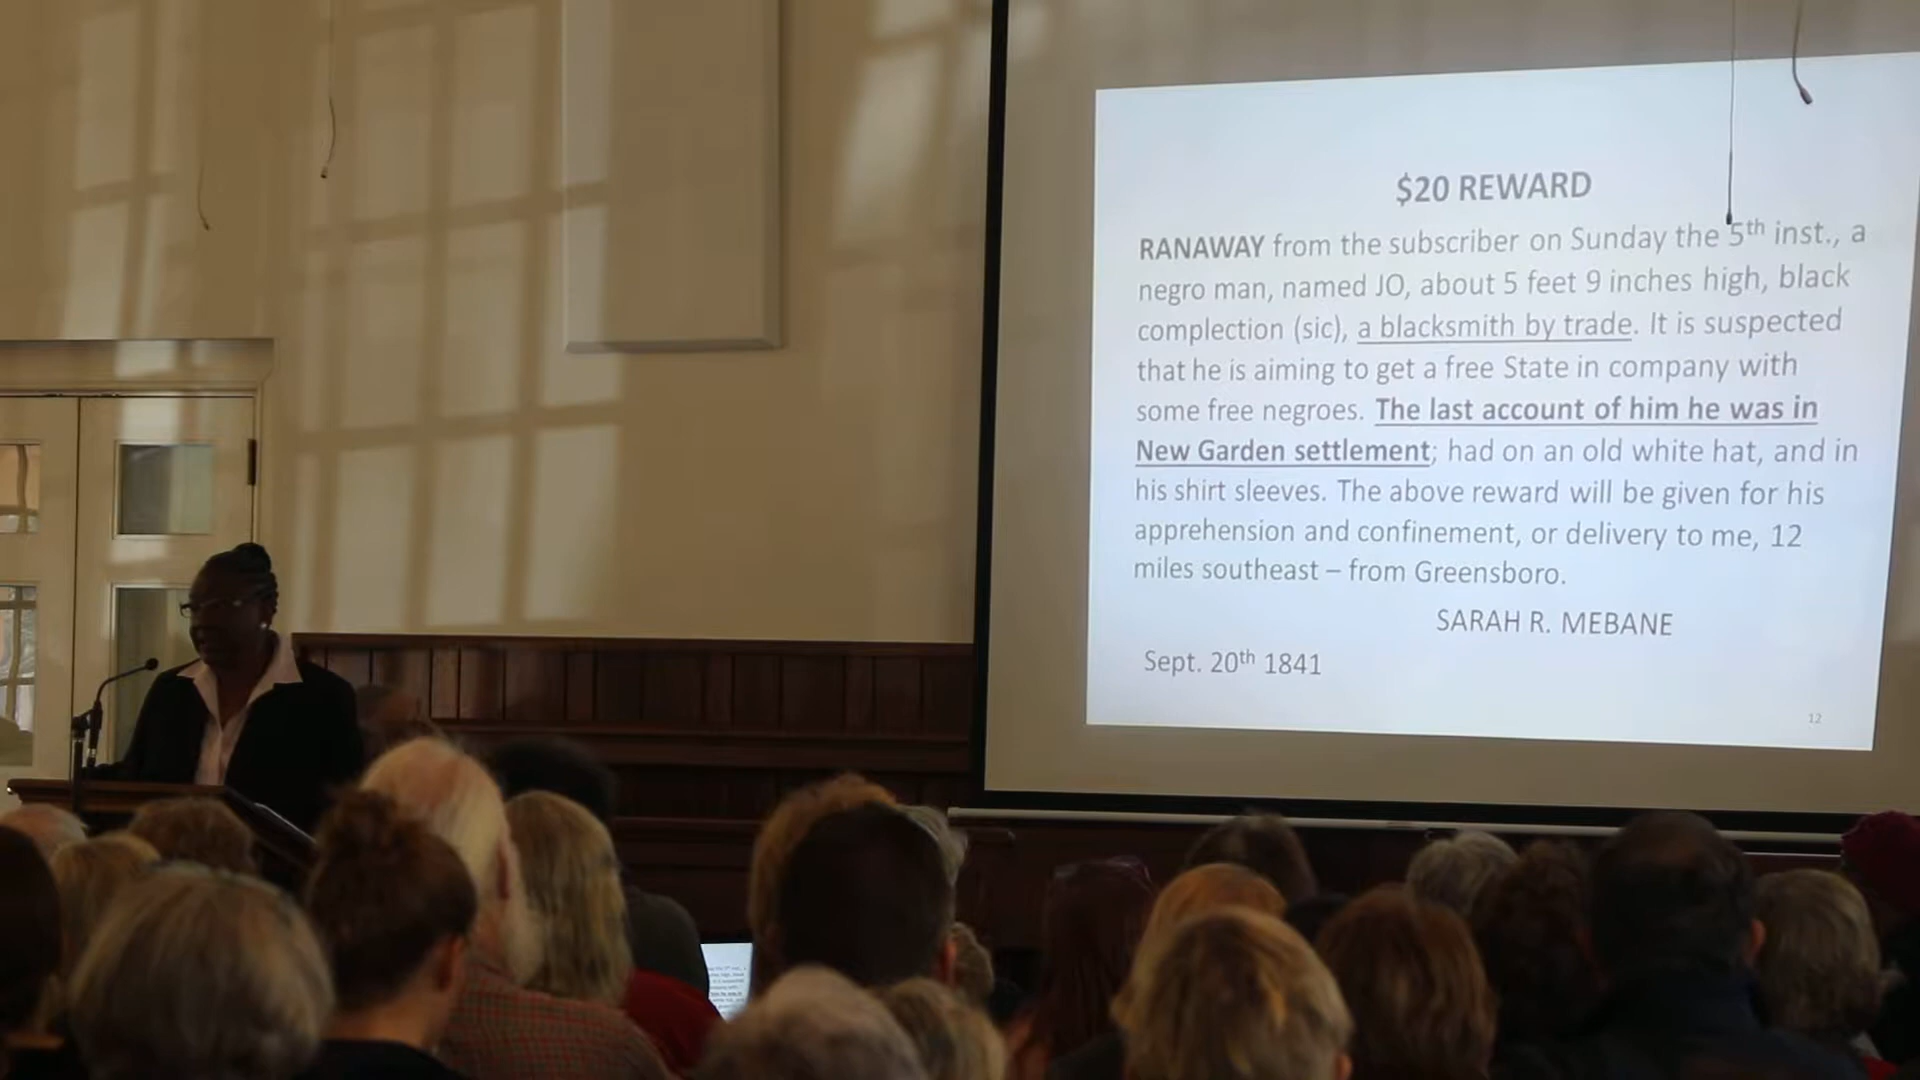 $20 REWARD
RANAWAY from the subscriber on Sunday the 5th inst., a
negro man, named JO, about 5 feet 9 inches high, black
complection (sic), a blacksmith by trade. It is suspected
that he is aiming to get a free State in company with
some free negroes. The last account of him he was in
New Garden settlement; had on an old white hat, and in
his shirt sleeves. The above reward will be given for his
apprehension and confinement, or delivery to me, 12
miles southeast – from Greensboro.
SARAH R. MEBANE
Sept. 20th 1841
12